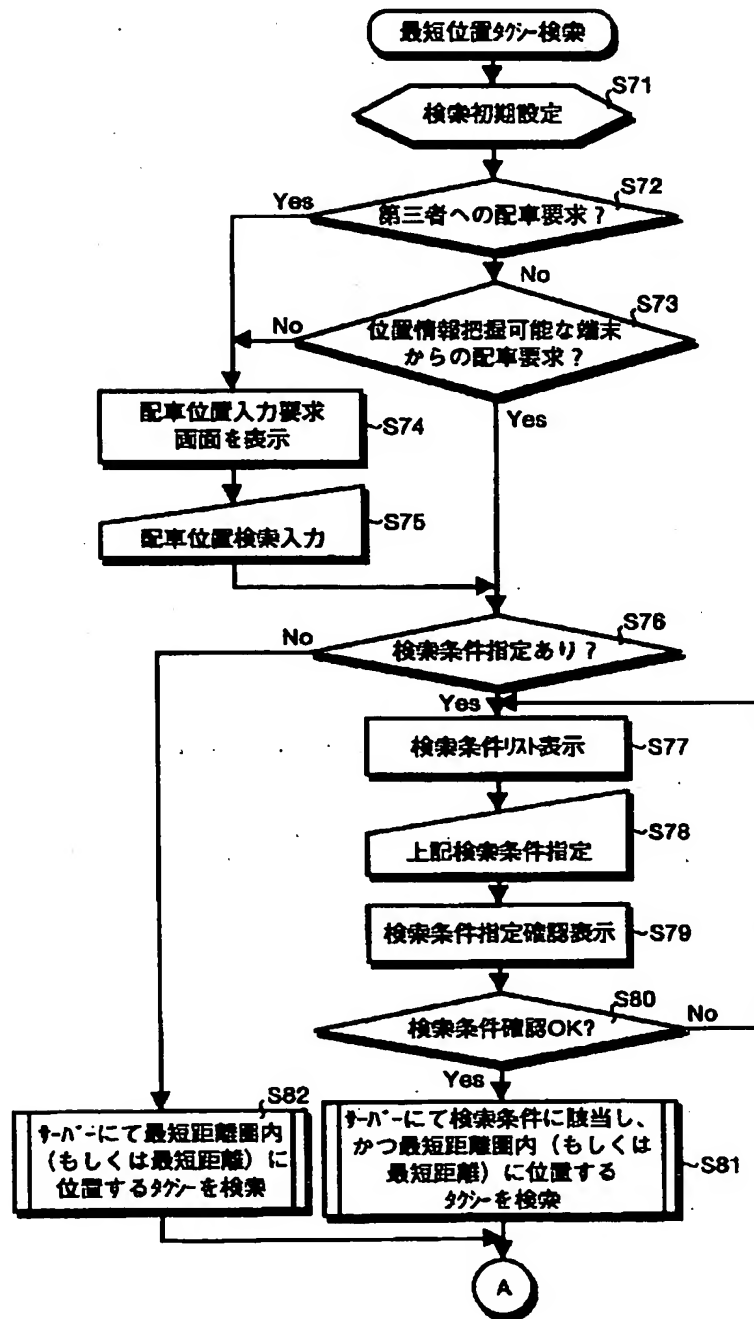 最短位置ﾀｸｼｰ検索
S71
検索初期設定
S72
Yes
第三者への配車要求？
No
S73
No
位置情報把握可能な端末
からの配車要求？
Yes
配車位置入力要求
画面を表示
S74
配車位置検索入力
S75
S76
No
検索条件指定あり？
Yes
検索条件ﾘｽﾄ表示
S77
上記検索条件指定
S78
検索条件指定確認表示
S79
S80
検索条件確認OK?
No
Yes
S82
ｻｰﾊﾞｰにて最短距離圏内
（もしくは最短距離）に
位置するﾀｸｼｰを検索
ｻｰﾊﾞｰにて検索条件に該当し、
かつ最短距離圏内（もしくは
最短距離）に位置する
ﾀｸｼｰを検索
S81
A